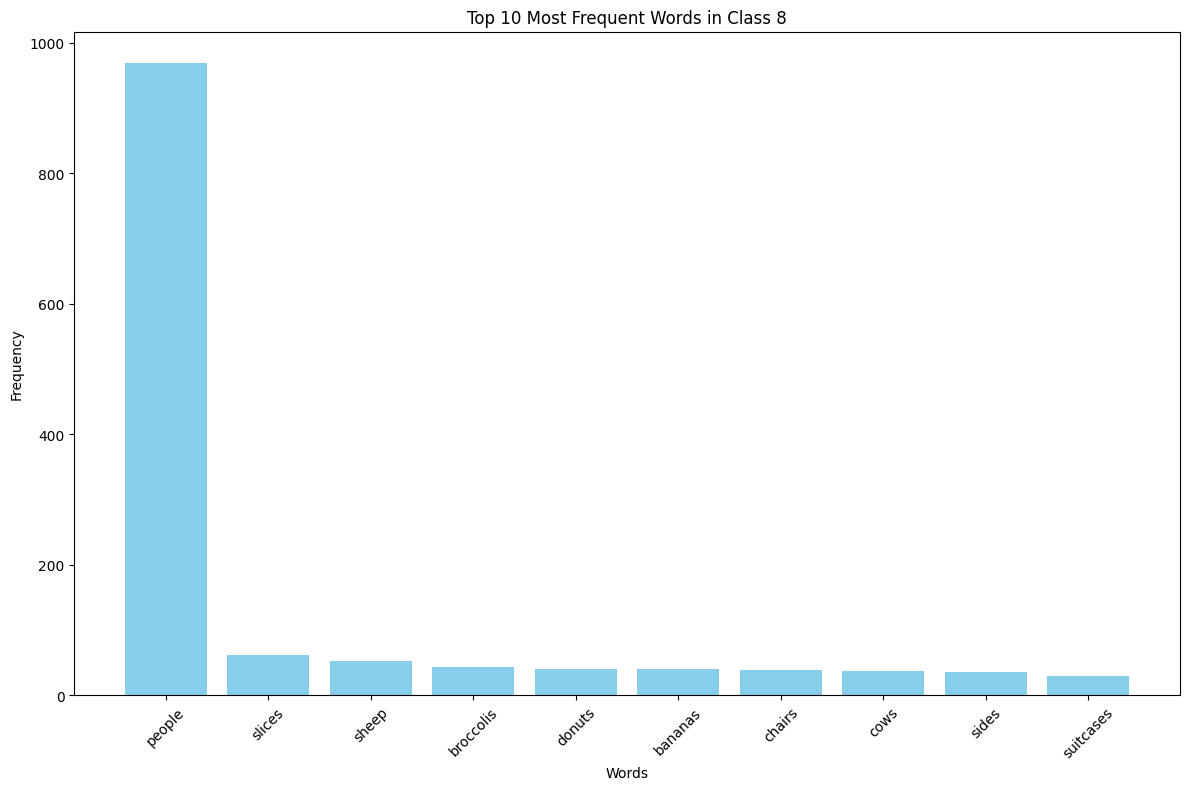 Top 10 Most Frequent Words in Class 8
Frequency
1000
800
600
400
200
0
people
slices
sheep
broccolis
donuts
bananas
chairs
cows
sides
suitcases
Words